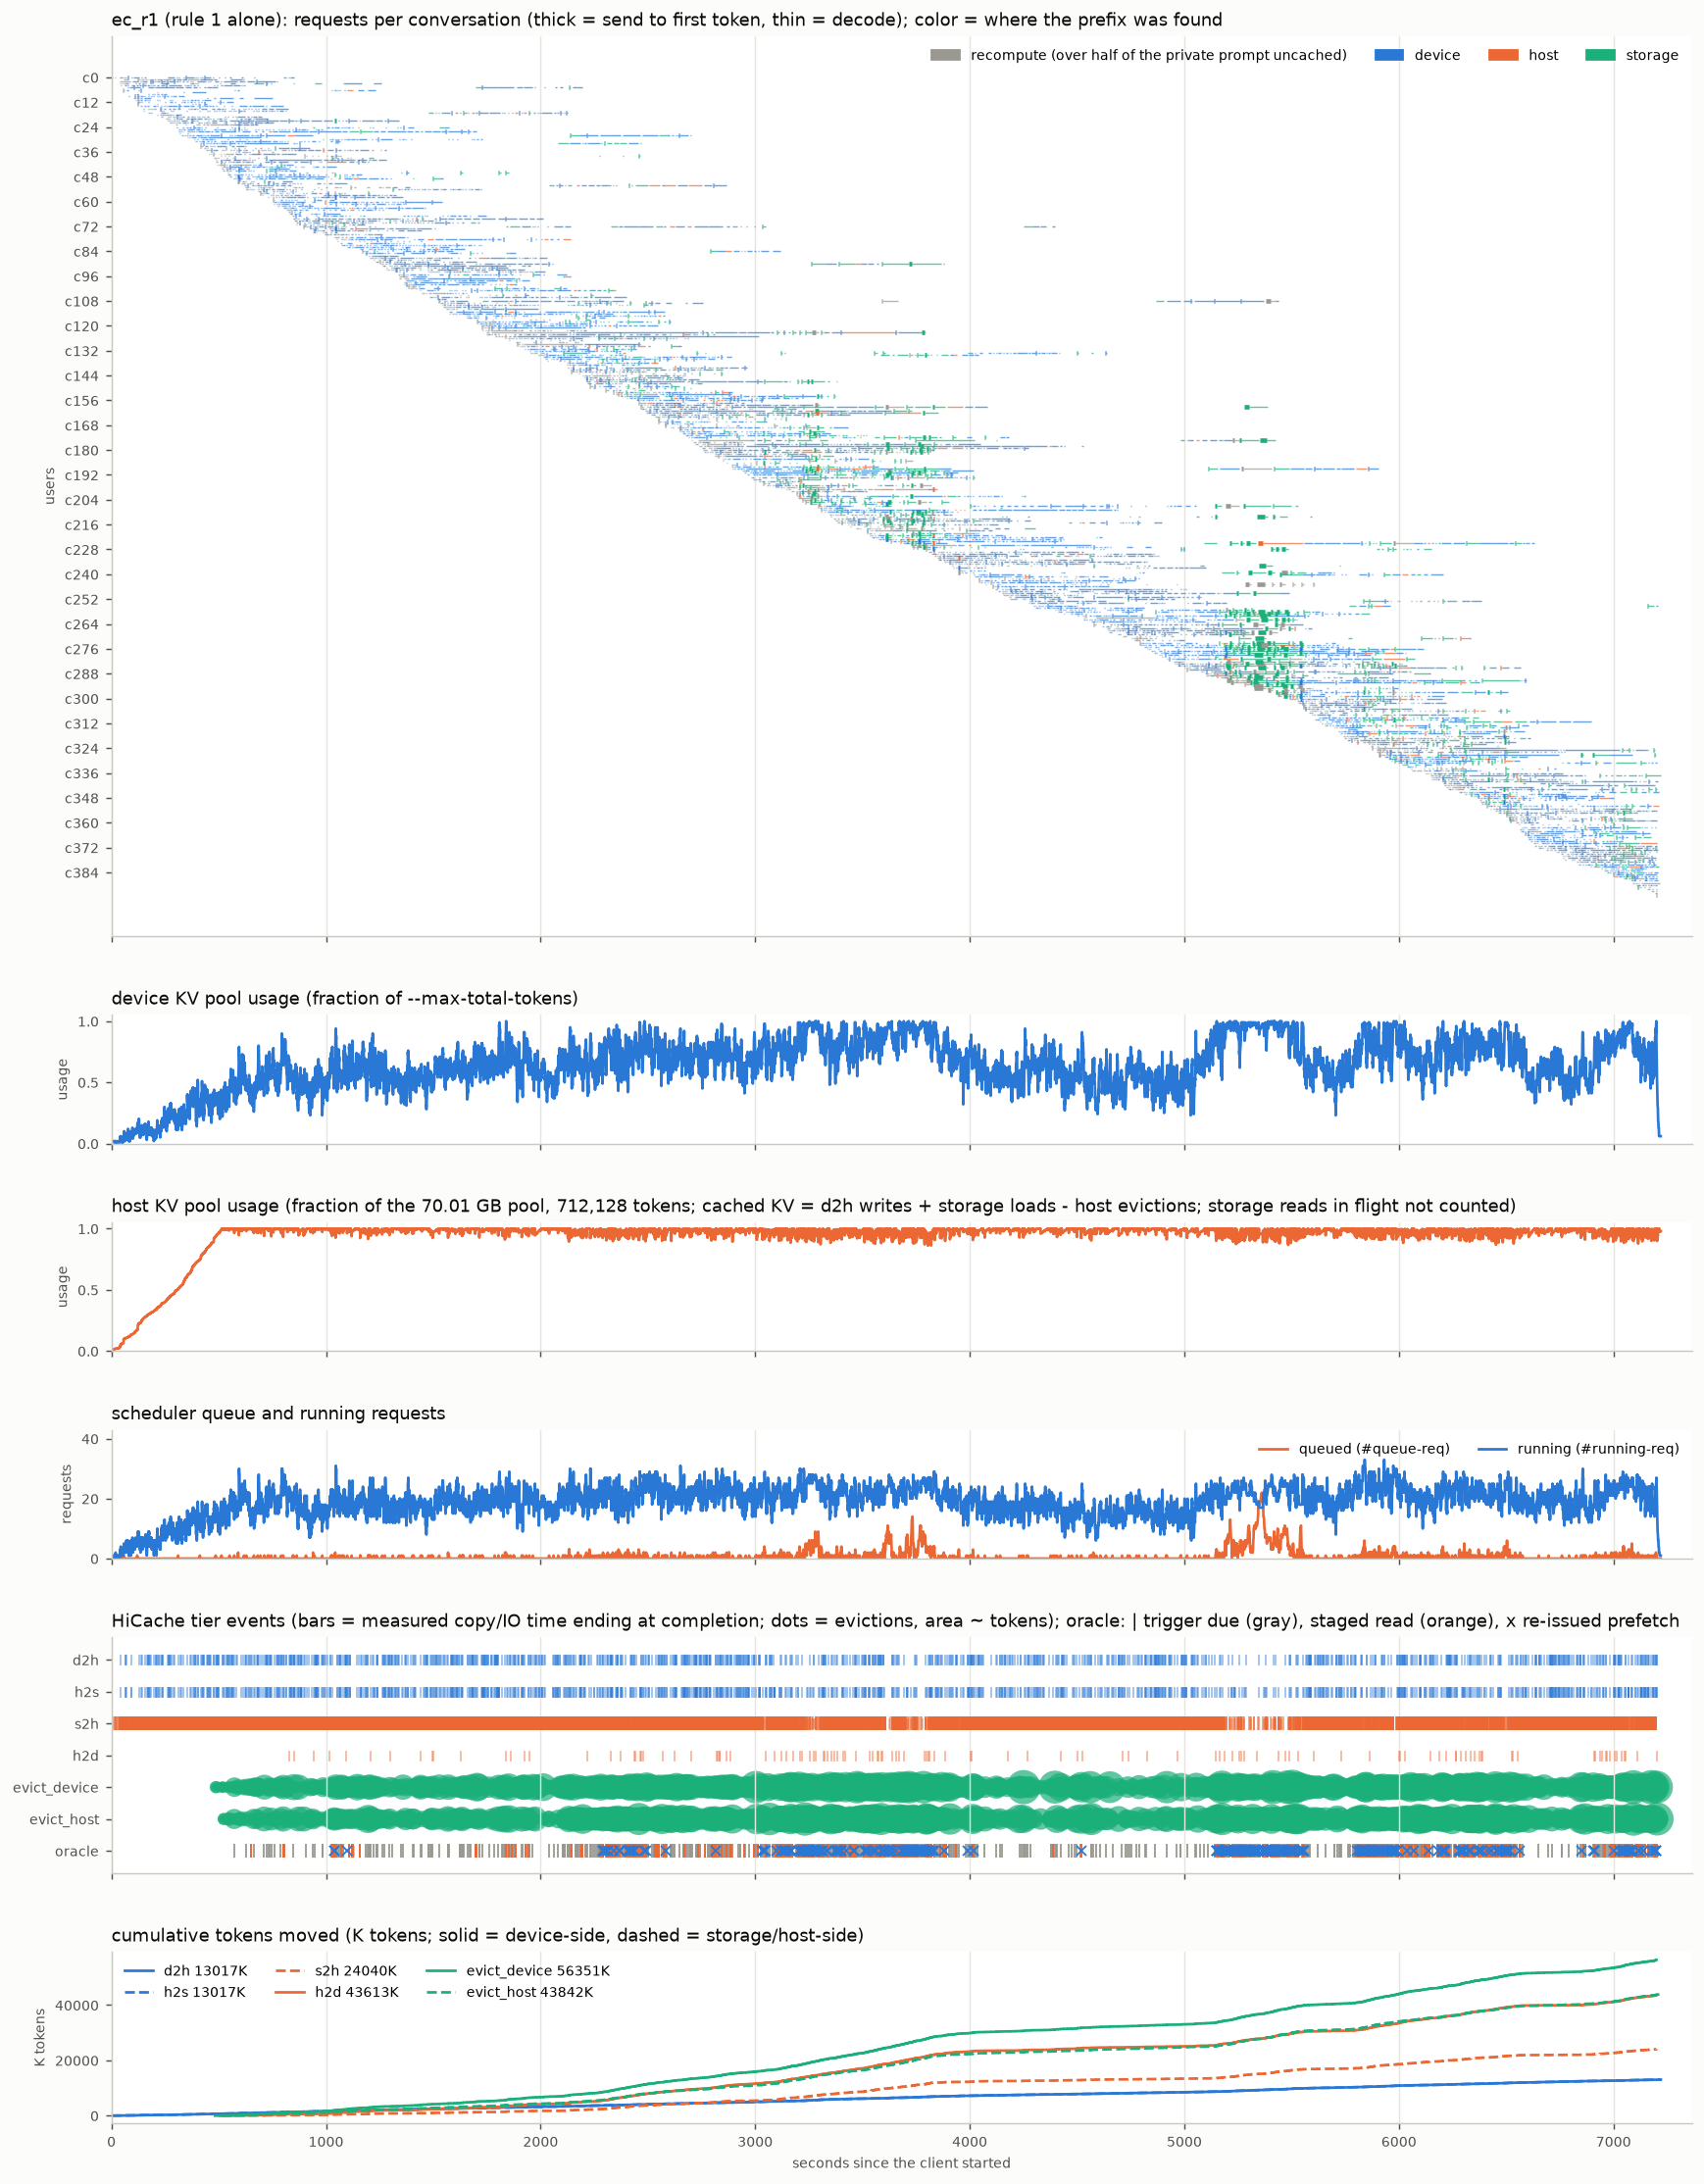 ec_r1 (rule 1 alone): requests per conversation (thick = send to first token, thin = decode); color = where the prefix was found
recompute (over half of the private prompt uncached) device host storage
c0
c12
c24
c36
c48
c60
c72
c84
c96
c108
c120
c132
c144
c156
c168
c180
c192
c204
c216
c228
c240
c252
c264
c276
c288
c300
c312
c324
c336
c348
c360
c372
c384
users
device KV pool usage (fraction of --max-total-tokens)
1.0
0.5
0.0
usage
host KV pool usage (fraction of the 70.01 GB pool, 712,128 tokens; cached KV = d2h writes + storage loads - host evictions; storage reads in flight not counted)
1.0
0.5
0.0
usage
scheduler queue and running requests
queued (#queue-req) running (#running-req)
40
20
0
requests
HiCache tier events (bars = measured copy/IO time ending at completion; dots = evictions, area ~ tokens); oracle: | trigger due (gray), staged read (orange), x re-issued prefetch
d2h
h2s
s2h
h2d
evict_device
evict_host
oracle
cumulative tokens moved (K tokens; solid = device-side, dashed = storage/host-side)
d2h 13017K s2h 24040K evict_device 56351K
h2s 13017K h2d 43613K evict_host 43842K
40000
20000
0
K tokens
0 1000 2000 3000 4000 5000 6000 7000
seconds since the client started